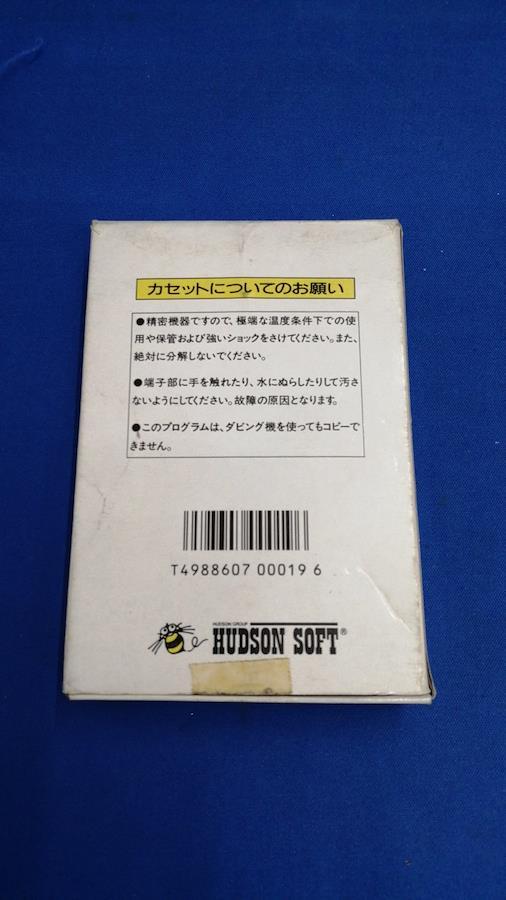 カセットについてのお願い
●精密機器ですので、極端な温度条件下での使
用や保管および強いショックをさけてください。また、
絶対に分解しないでください。
●端子部に手を触れたり、水にぬらしたりして汚さ
ないようにしてください。故障の原因となります。
●このプログラムは、ダビング機を使ってもコピーで
きません。
T4988607 00019 6
HUDSON GROUP
HUDSON SOFT®